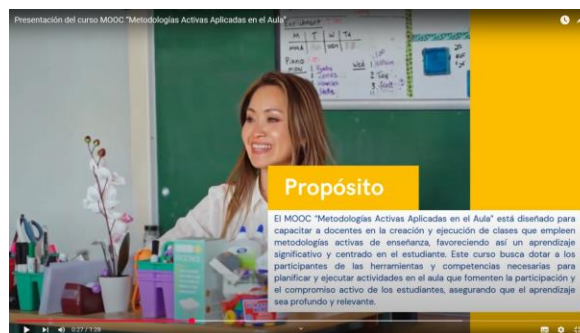 Presentación del curso MOOC "Metodologías Activas Aplicadas en el Aula"
M T W Th
Piano
Wed
Propósito
El MOOC "Metodologías Activas Aplicadas en el Aula" está diseñado para
capacitar a docentes en la creación y ejecución de clases que empleen
metodologías activas de enseñanza, favoreciendo así un aprendizaje
significativo y centrado en el estudiante. Este curso busca dotar a los
participantes de las herramientas y competencias necesarias para
planificar y ejecutar actividades en el aula que fomenten la participación y
el compromiso activo de los estudiantes, asegurando que el aprendizaje
sea profundo y relevante.
0:27 / 1:28